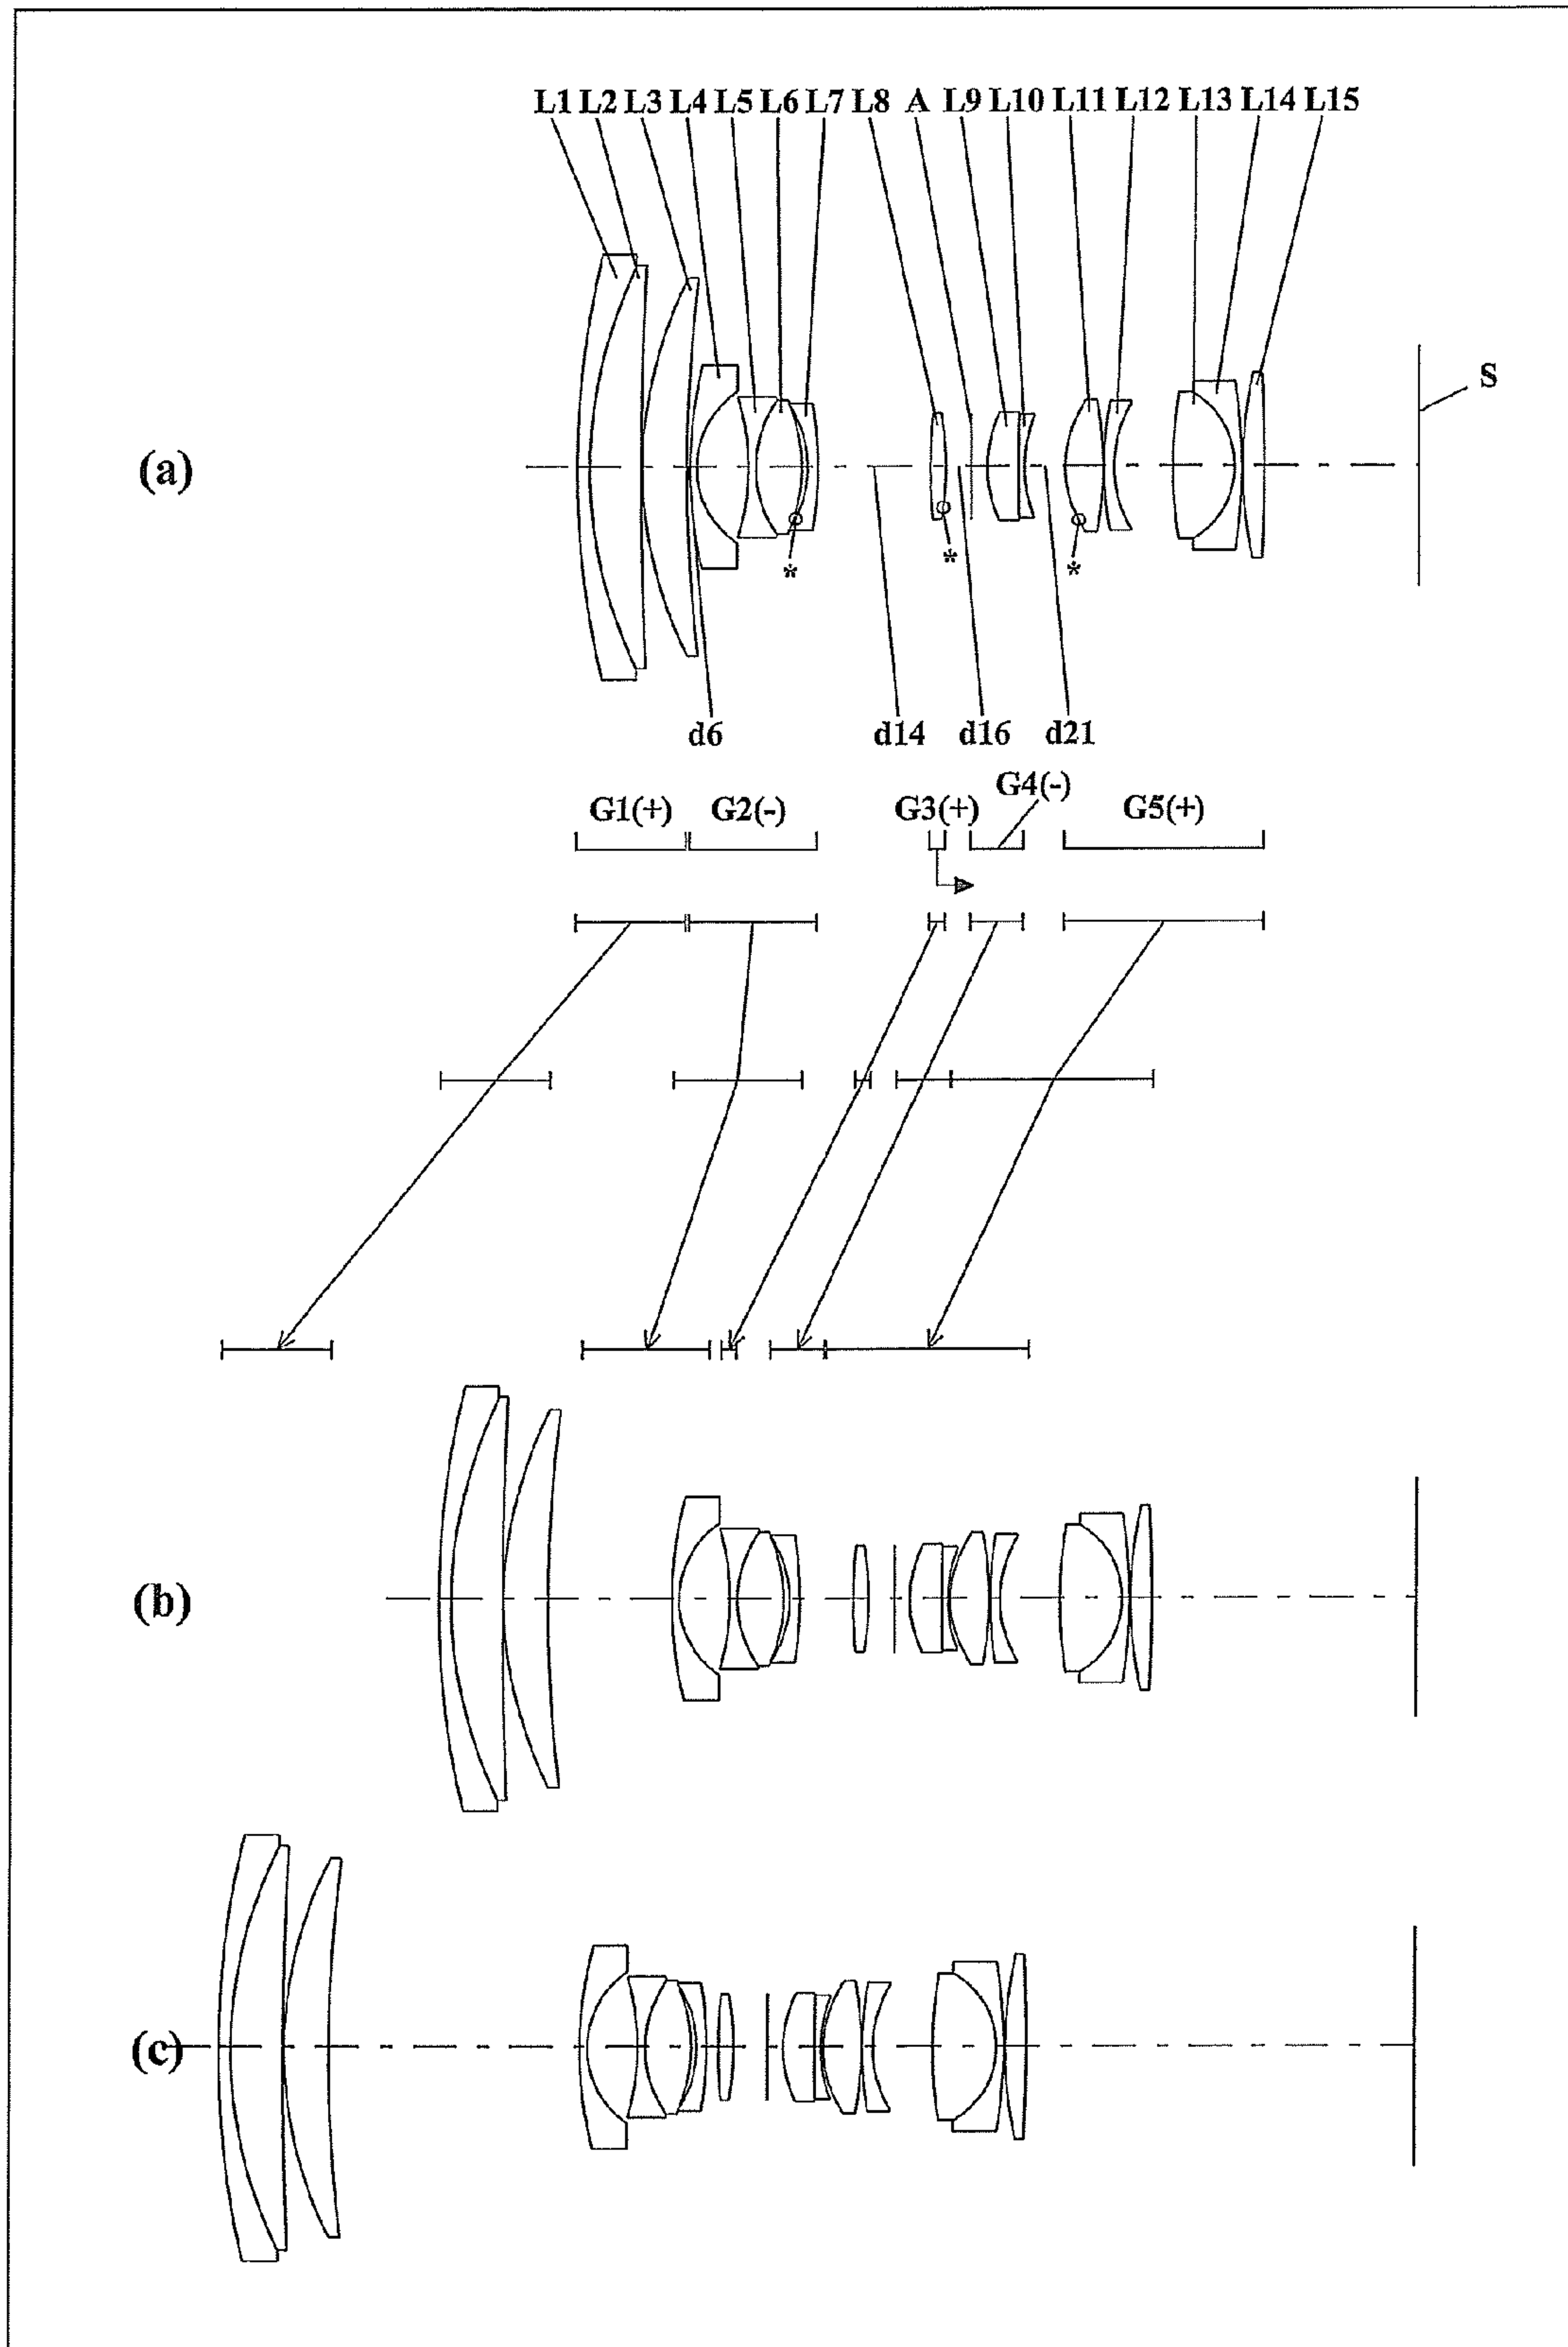 L1 L2 L3 L4 L5 L6 L7 L8 A L9 L10 L11 L12 L13 L14 L15
S
(a)
* * *
d6 d14 d16 d21
G1(+) G2(-) G3(+) G4(-) G5(+)
(b)
(c)